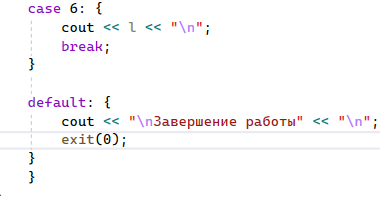 case 6: {
cout << l << "\n";
break;
}
default: {
cout << "\nЗавершение работы" << "\n";
exit(0);
}
}